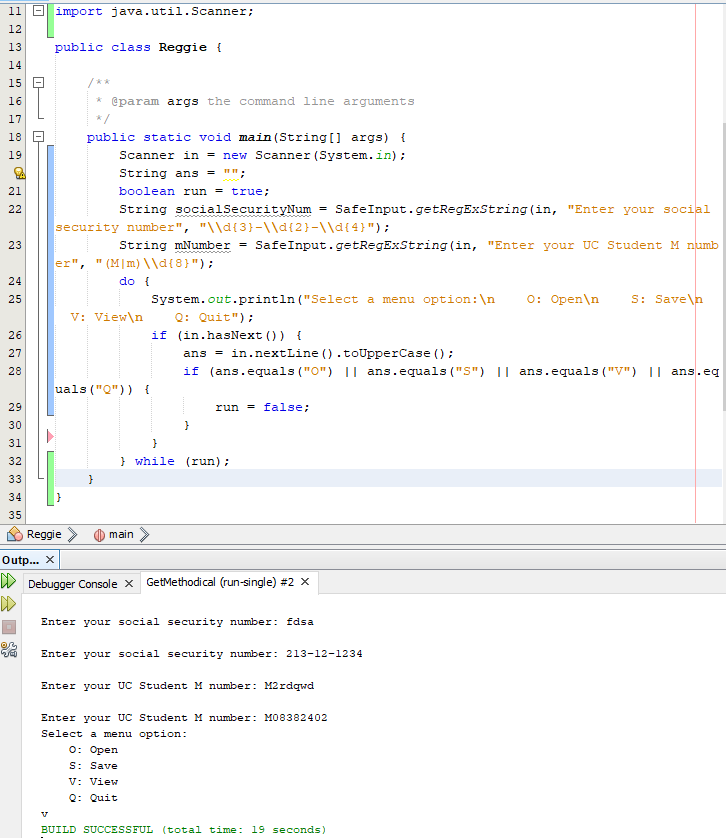 11 import java.util.Scanner;
12
13 public class Reggie {
14
15 /**
16 * @param args the command line arguments
17 */
18 public static void main(String[] args) {
19 Scanner in = new Scanner(System.in);
String ans = "";
21 boolean run = true;
22 String socialSecurityNum = SafeInput.getRegExString(in, "Enter your social
security number", "\\d{3}-\\d{2}-\\d{4}");
23 String mNumber = SafeInput.getRegExString(in, "Enter your UC Student M numb
er", "(M|m)\\d{8}");
24 do {
25 System.out.println("Select a menu option:\n    O: Open\n    S: Save\n
V: View\n    Q: Quit");
26 if (in.hasNext()) {
27 ans = in.nextLine().toUpperCase();
28 if (ans.equals("O") || ans.equals("S") || ans.equals("V") || ans.eq
uals("Q")) {
29 run = false;
30 }
31 }
32 } while (run);
33 }
34 }
35
Reggie main
Outp... ×
Debugger Console × GetMethodical (run-single) #2 ×
Enter your social security number: fdsa
Enter your social security number: 213-12-1234
Enter your UC Student M number: M2rdqwd
Enter your UC Student M number: M08382402
Select a menu option:
O: Open
S: Save
V: View
Q: Quit
v
BUILD SUCCESSFUL (total time: 19 seconds)